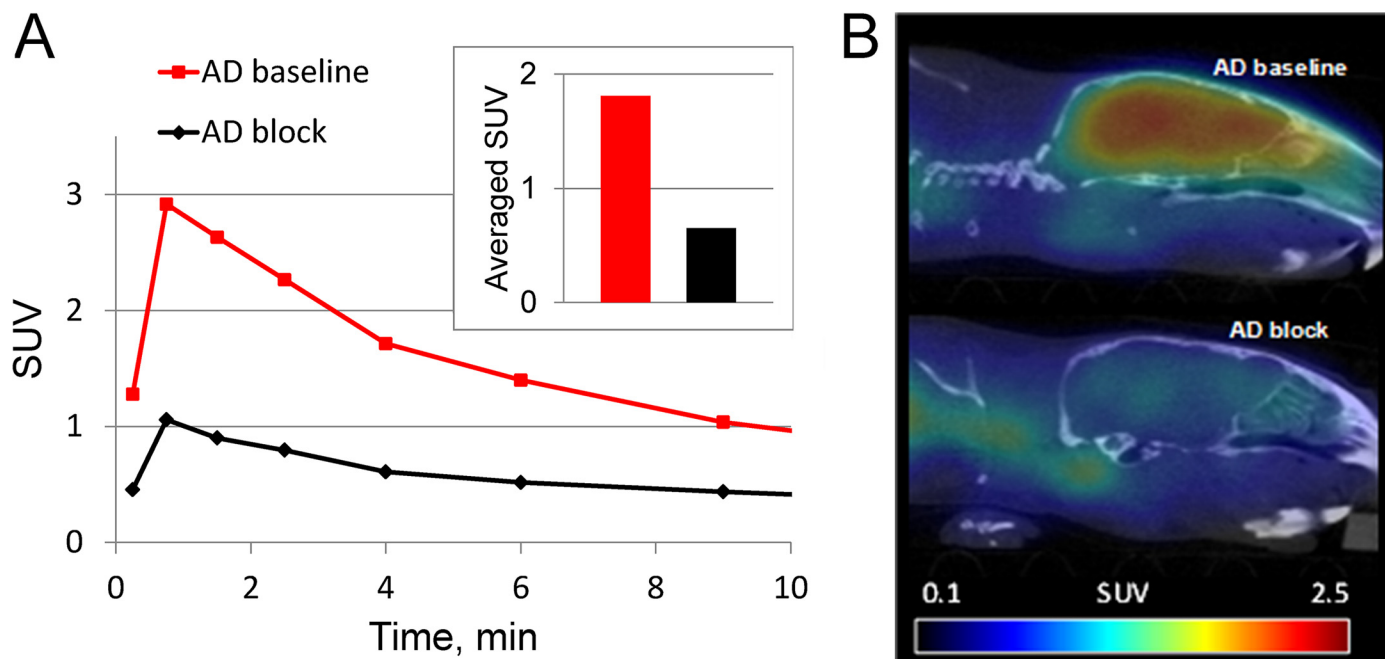 A
AD baseline
AD block
SUV
3
2
1
0
0 2 4 6 8 10
Time, min
Averaged SUV
2
1
0
B
AD baseline
AD block
0.1 SUV 2.5